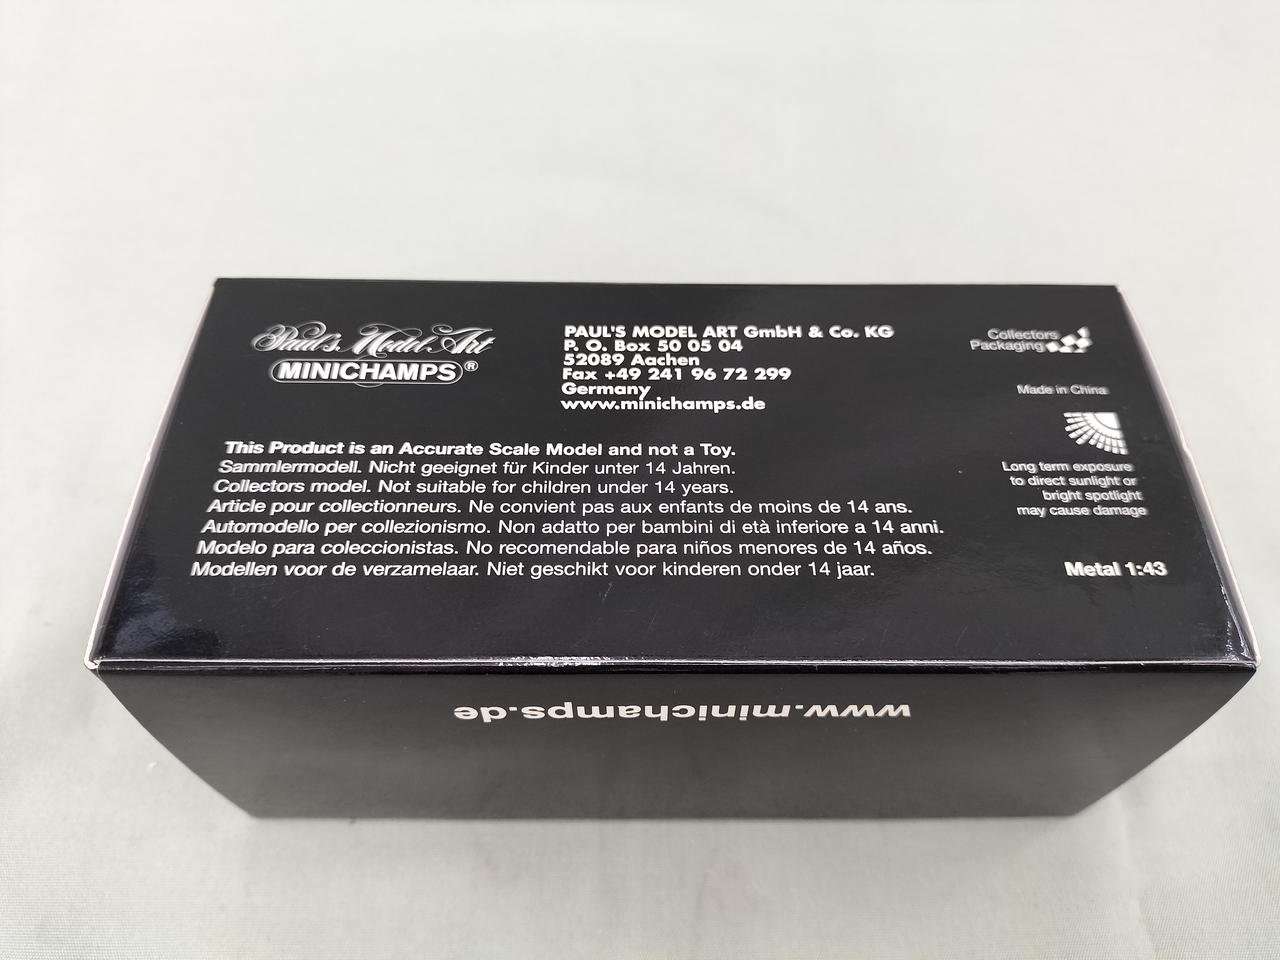 Paul's Model Art
MINICHAMPS®
PAUL'S MODEL ART GmbH & Co. KG
P. O. Box 50 05 04
52089 Aachen
Fax +49 241 96 72 299
Germany
www.minichamps.de
This Product is an Accurate Scale Model and not a Toy.
Sammlermodell. Nicht geeignet für Kinder unter 14 Jahren.
Collectors model. Not suitable for children under 14 years.
Article pour collectionneurs. Ne convient pas aux enfants de moins de 14 ans.
Automodello per collezionismo. Non adatto per bambini di età inferiore a 14 anni.
Modelo para coleccionistas. No recomendable para niños menores de 14 años.
Modellen voor de verzamelaar. Niet geschikt voor kinderen onder 14 jaar.
Collectors
Packaging
Made in China
Long term exposure
to direct sunlight or
bright spotlight
may cause damage
Metal 1:43
www.minichamps.de